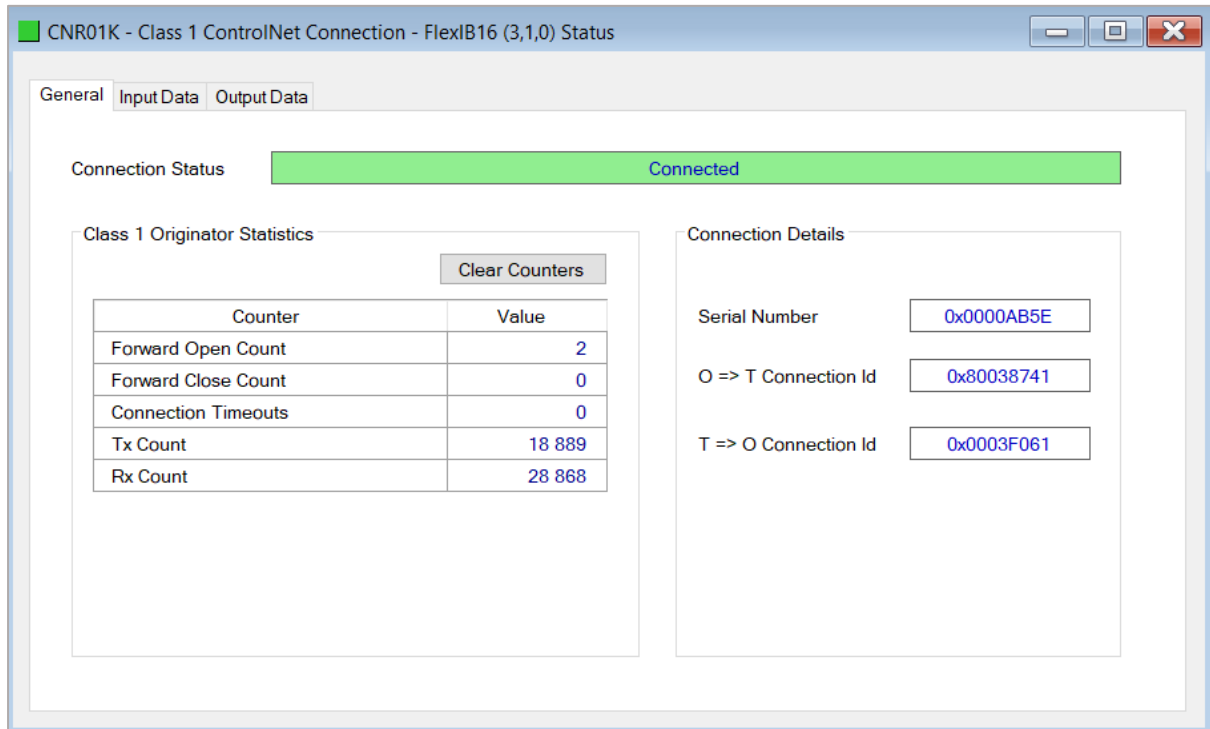 CNR01K - Class 1 ControlNet Connection - FlexIB16 (3,1,0) Status
General Input Data Output Data
Connection Status Connected
Class 1 Originator Statistics
Clear Counters
Counter Value
Forward Open Count 2
Forward Close Count 0
Connection Timeouts 0
Tx Count 18 889
Rx Count 28 868
Connection Details
Serial Number 0x0000AB5E
O => T Connection Id 0x80038741
T => O Connection Id 0x0003F061